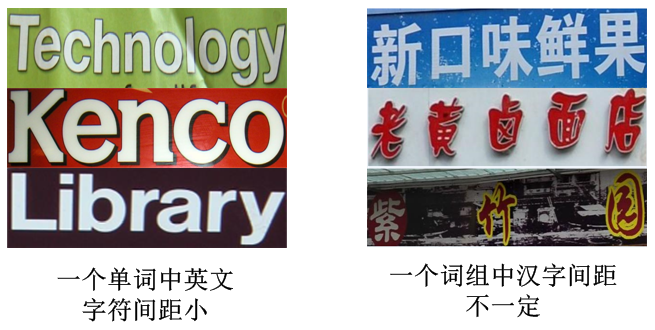 Technology
Kenco
Library
一个单词中英文
字符间距小
新口味鲜果
老黄卤面店
紫竹园
一个词组中汉字间距
不一定